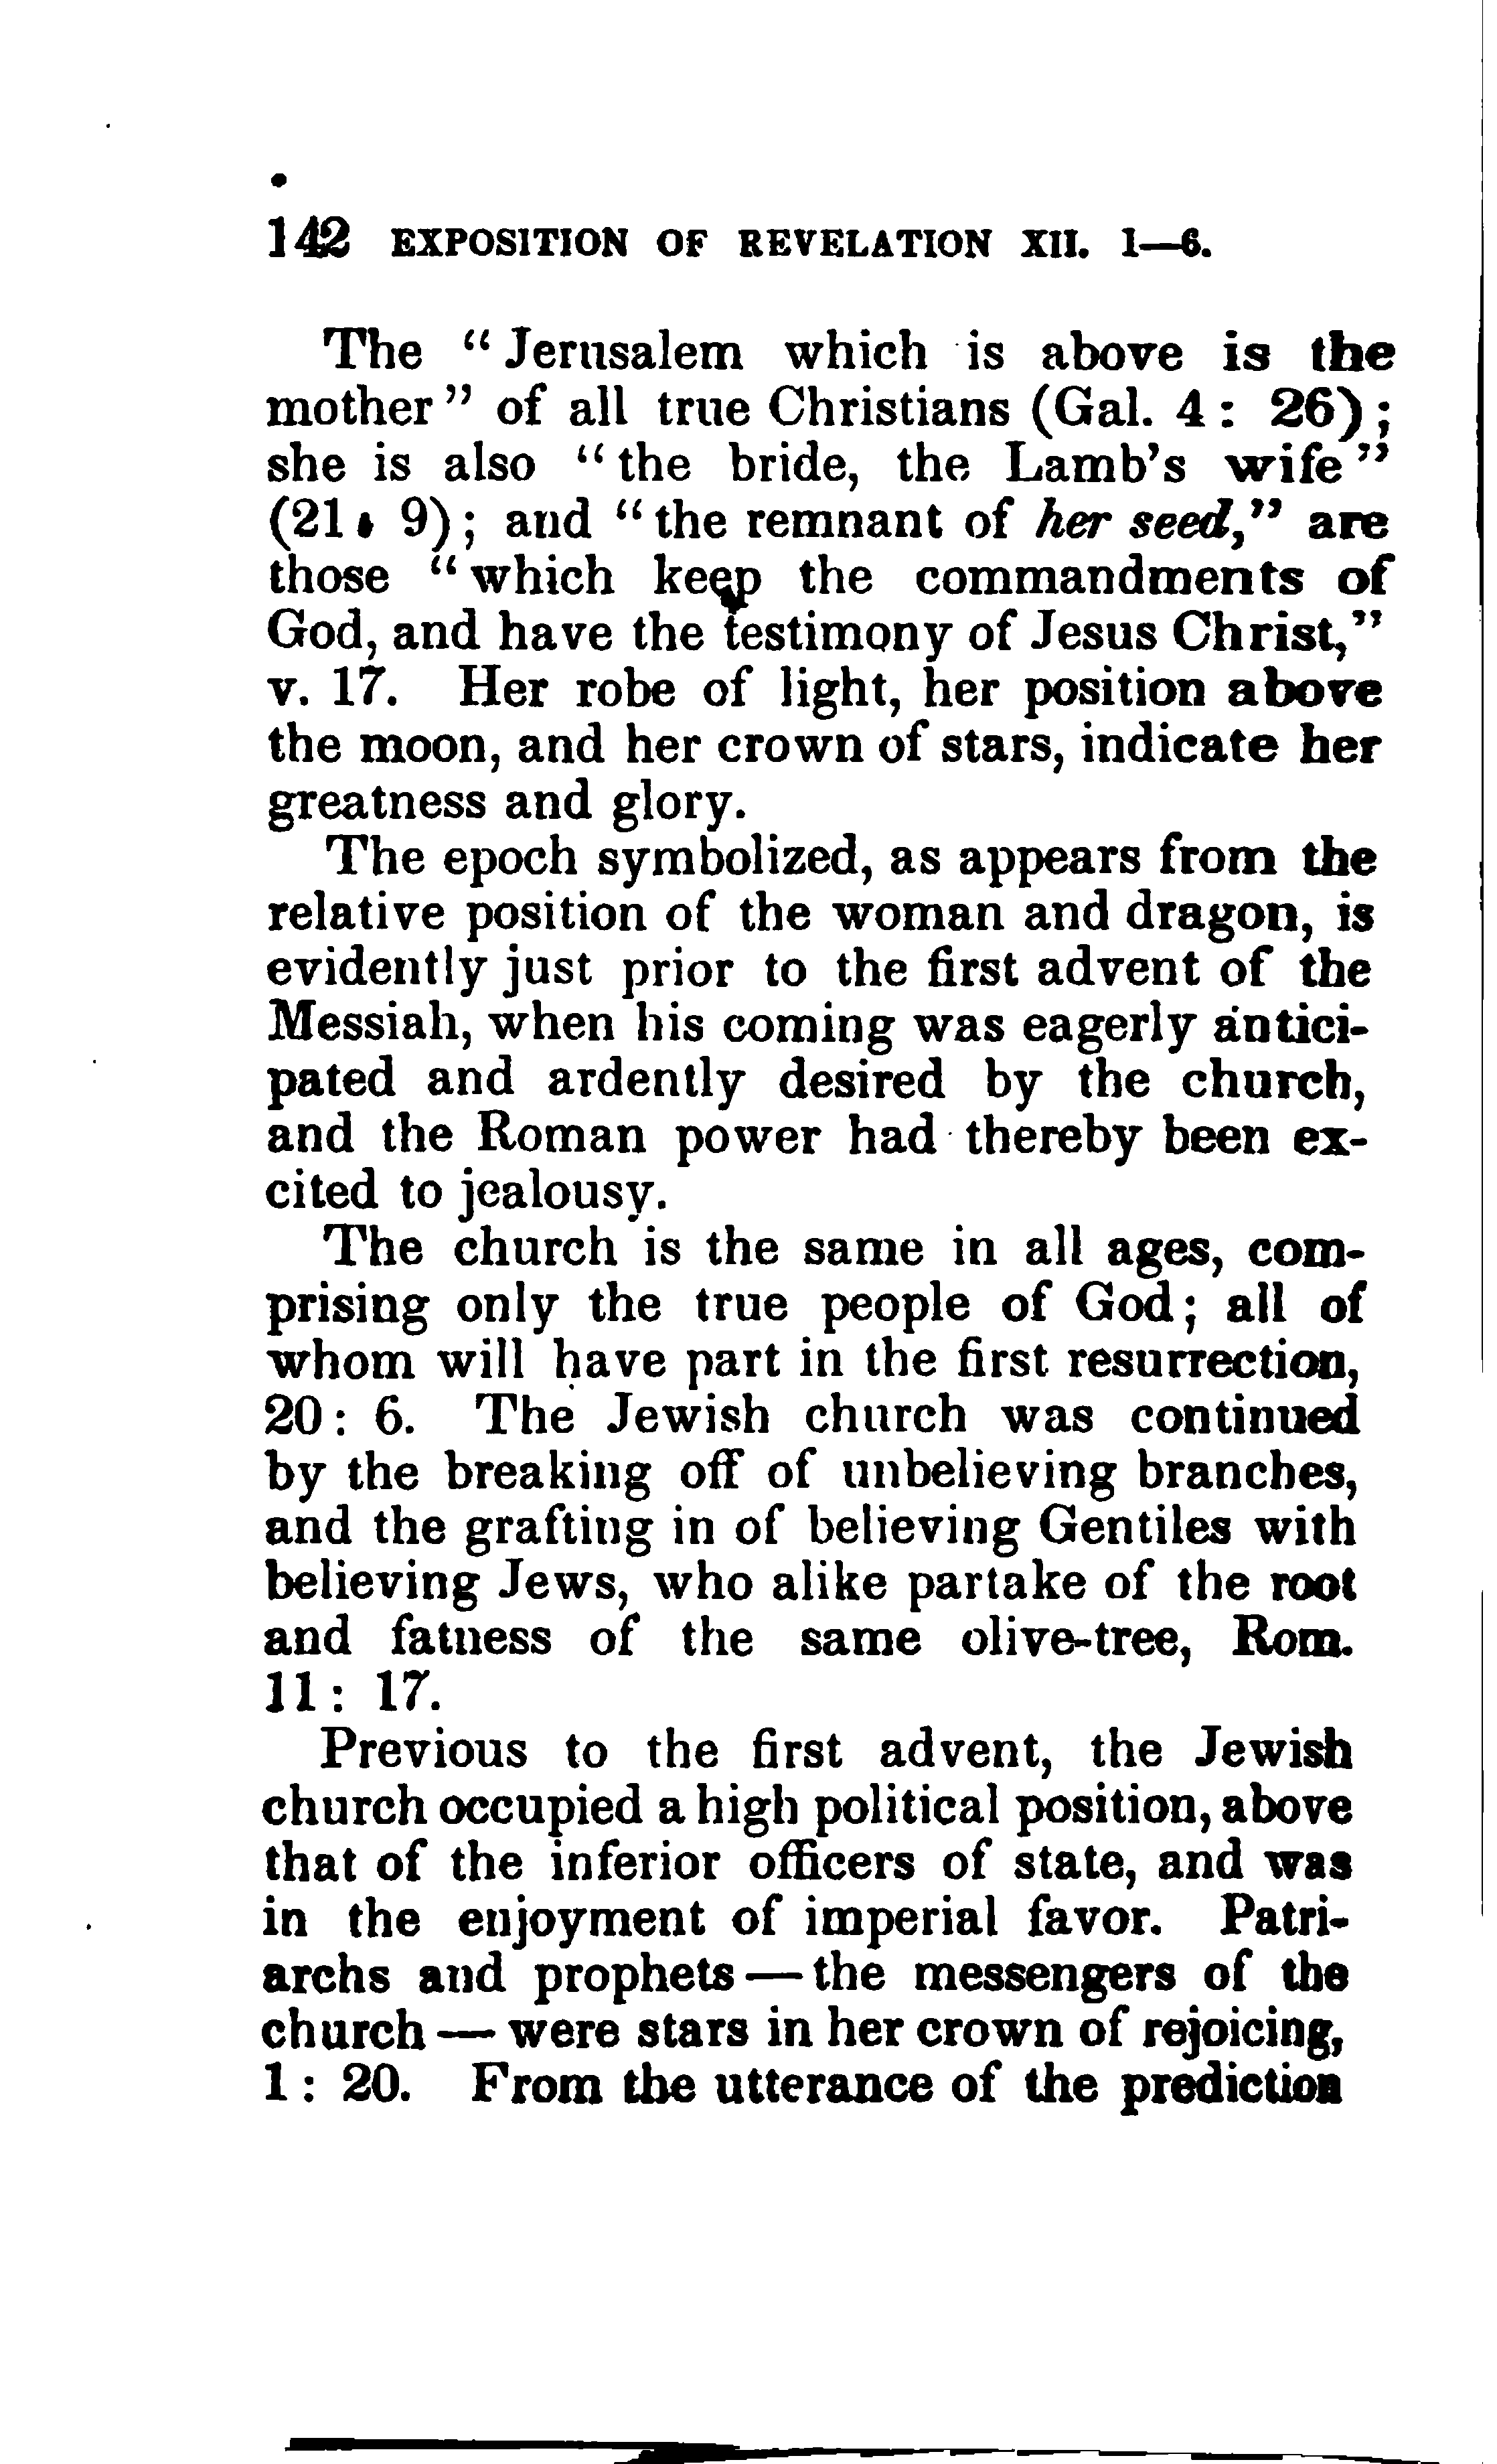 142 EXPOSITION OF REVELATION XII. 1—6.
The "Jerusalem which is above is the
mother" of all true Christians (Gal. 4: 26);
she is also "the bride, the Lamb's wife"
(21: 9); and "the remnant of her seed," are
those "which keep the commandments of
God, and have the testimony of Jesus Christ,"
v. 17. Her robe of light, her position above
the moon, and her crown of stars, indicate her
greatness and glory.
The epoch symbolized, as appears from the
relative position of the woman and dragon, is
evidently just prior to the first advent of the
Messiah, when his coming was eagerly antici-
pated and ardently desired by the church,
and the Roman power had thereby been ex-
cited to jealousy.
The church is the same in all ages, com-
prising only the true people of God; all of
whom will have part in the first resurrection,
20: 6. The Jewish church was continued
by the breaking off of unbelieving branches,
and the grafting in of believing Gentiles with
believing Jews, who alike partake of the root
and fatness of the same olive-tree, Rom.
11: 17.
Previous to the first advent, the Jewish
church occupied a high political position, above
that of the inferior officers of state, and was
in the enjoyment of imperial favor. Patri-
archs and prophets — the messengers of the
church — were stars in her crown of rejoicing,
1: 20. From the utterance of the prediction